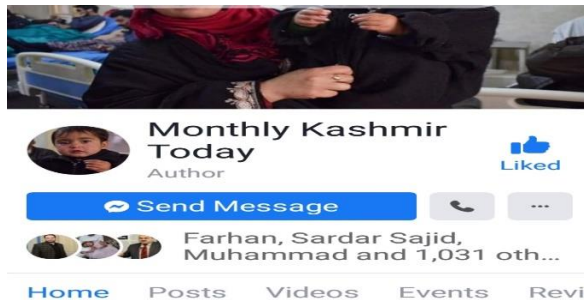 Monthly Kashmir
Today
Author
Liked
Send Message
Farhan, Sardar Sajid,
Muhammad and 1,031 oth...
Home Posts Videos Events Revi